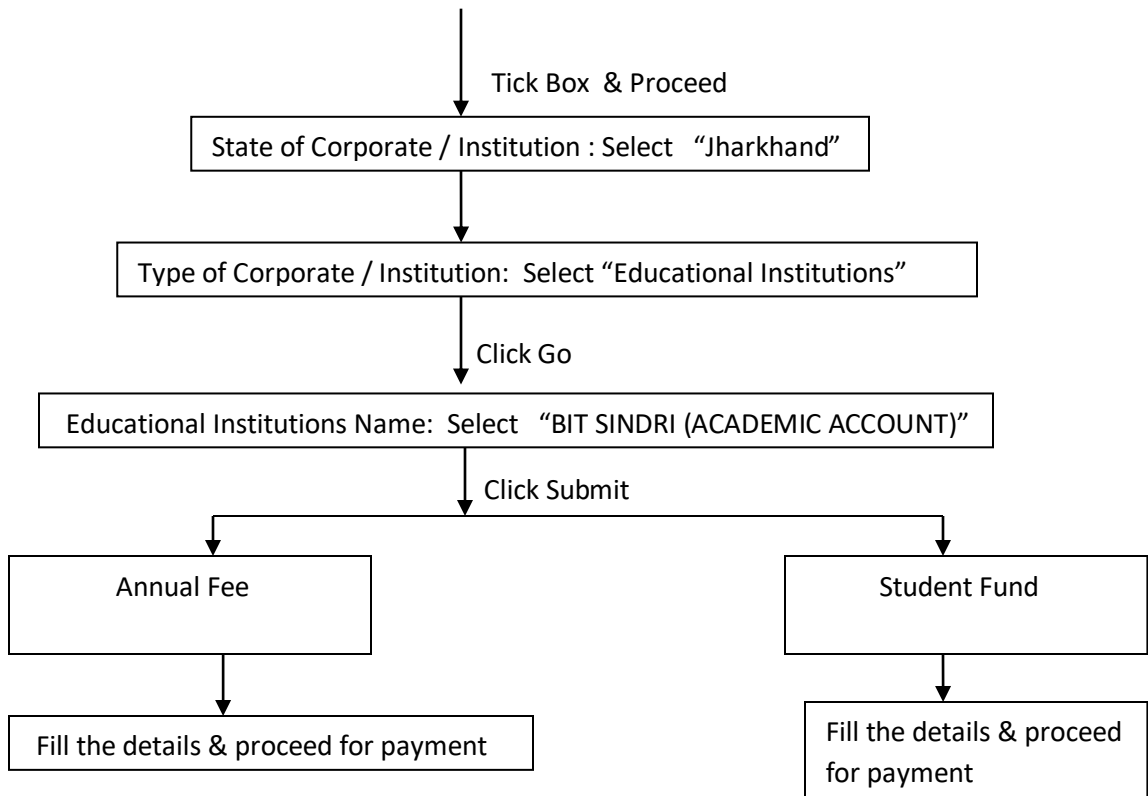 Tick Box & Proceed
State of Corporate / Institution : Select “Jharkhand”
Type of Corporate / Institution: Select “Educational Institutions”
Click Go
Educational Institutions Name: Select “BIT SINDRI (ACADEMIC ACCOUNT)”
Click Submit
Annual Fee
Student Fund
Fill the details & proceed for payment
Fill the details & proceed
for payment